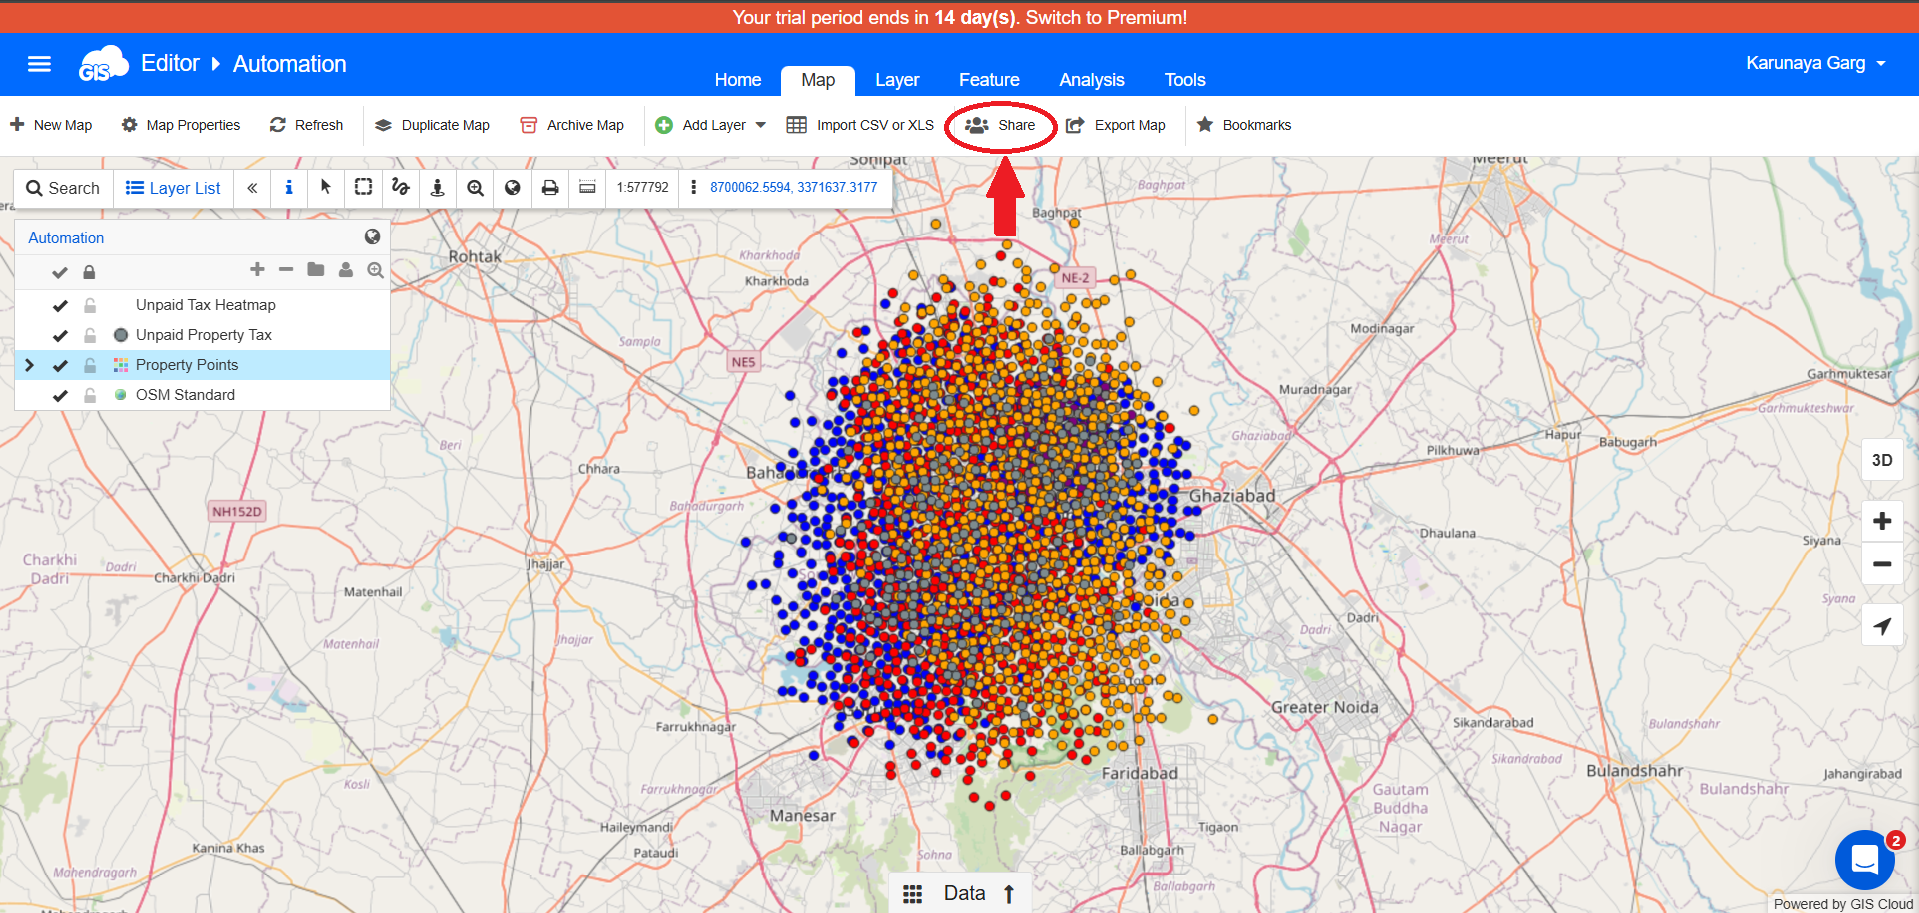 Your trial period ends in 14 day(s). Switch to Premium!
GIS Editor Automation
Home Map Layer Feature Analysis Tools
Karunaya Garg
New Map Map Properties Refresh Duplicate Map Archive Map Add Layer Import CSV or XLS Share Export Map Bookmarks
Search Layer List « i 1:577792 8700062.5594, 3371637.3177
Automation
Unpaid Tax Heatmap
Unpaid Property Tax
Property Points
OSM Standard
Sonipat
Meerut
Baghpat
Baghpat
Meerut
Rohtak
Kharkhoda
Kharkhoda
NE-2
Modinagar
Sampla
NE5
Garhmuktesar
Muradnagar
Garhmukteshwar
Beri
Ghaziabad
Hapur
Babugarh
Pilkhuwa
3D
Chhara
Ghaziabad
Bahadurgarh
NH152D
Dhaulana
Siyana
Charkhi
Dadri
Dadri
Charkhi Dadri
Jhajjar
Matenhail
Syana
Dadri
Dadri
Matenhail
Jhajjar
Greater Noida
Sikandarabad
Bulandshahr
Farrukhnagar
Sikandrabad
Kosli
Faridabad
Bulandshahr
Jahangirabad
Farrukhnagar
Gautam
Buddha
Nagar
Bulandshahr
Manesar
Haileymandi
Tigaon
Kanina Khas
Pataudi
Sohna
Ballabgarh
Mahendragarh
Ballabgarh
2
Data
Powered by GIS Cloud